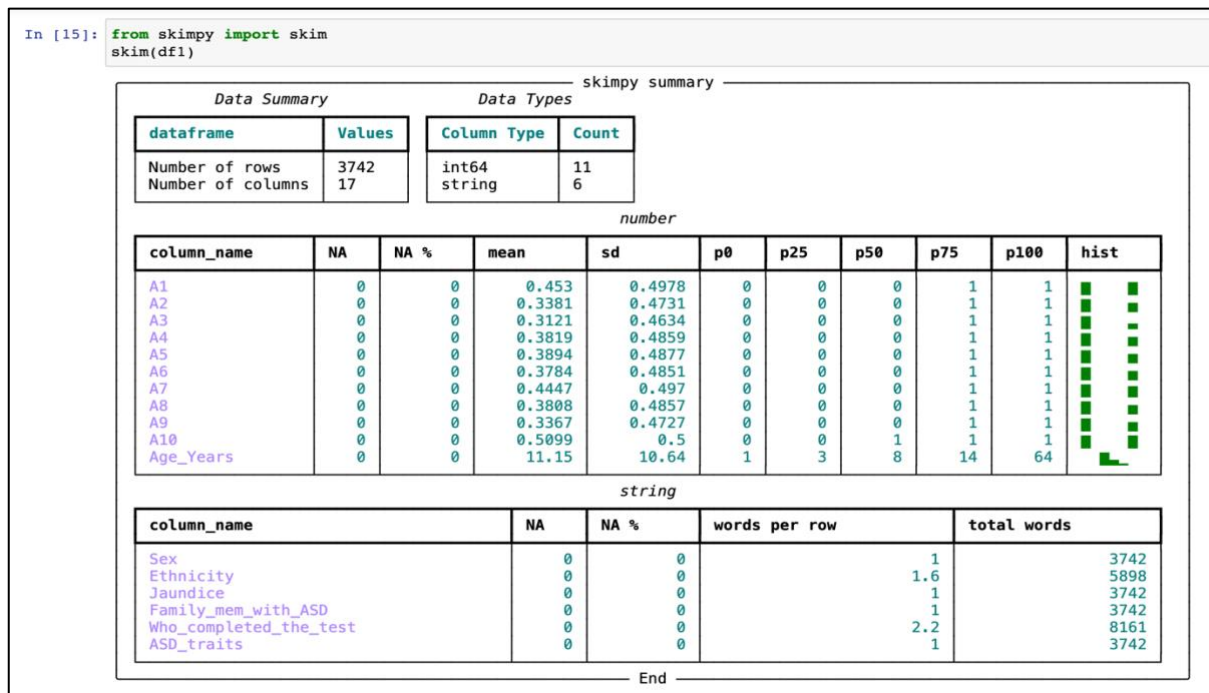 In [15]: from skimpy import skim
skim(df1)
skimpy summary
Data Summary Data Types
dataframe Values Column Type Count
Number of rows 3742 int64 11
Number of columns 17 string 6
number
column_name NA NA % mean sd p0 p25 p50 p75 p100 hist
A1 0 0 0.453 0.4978 0 0 0 1 1
A2 0 0 0.3381 0.4731 0 0 0 1 1
A3 0 0 0.3121 0.4634 0 0 0 1 1
A4 0 0 0.3819 0.4859 0 0 0 1 1
A5 0 0 0.3894 0.4877 0 0 0 1 1
A6 0 0 0.3784 0.4851 0 0 0 1 1
A7 0 0 0.4447 0.497 0 0 0 1 1
A8 0 0 0.3808 0.4857 0 0 0 1 1
A9 0 0 0.3367 0.4727 0 0 0 1 1
A10 0 0 0.5099 0.5 0 0 1 1 1
Age_Years 0 0 11.15 10.64 1 3 8 14 64
string
column_name NA NA % words per row total words
Sex 0 0 1 3742
Ethnicity 0 0 1.6 5898
Jaundice 0 0 1 3742
Family_mem_with_ASD 0 0 1 3742
Who_completed_the_test 0 0 2.2 8161
ASD_traits 0 0 1 3742
End